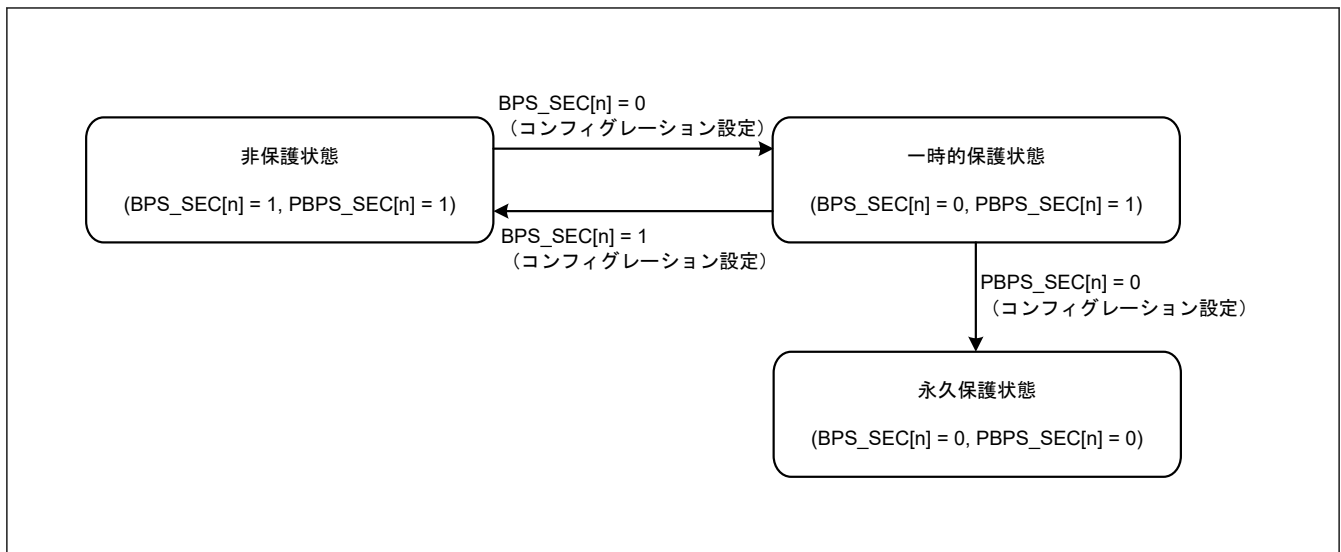 BPS_SEC[n] = 0
（コンフィグレーション設定）
非保護状態
(BPS_SEC[n] = 1, PBPS_SEC[n] = 1)
一時的保護状態
(BPS_SEC[n] = 0, PBPS_SEC[n] = 1)
BPS_SEC[n] = 1
（コンフィグレーション設定）
PBPS_SEC[n] = 0
（コンフィグレーション設定）
永久保護状態
(BPS_SEC[n] = 0, PBPS_SEC[n] = 0)